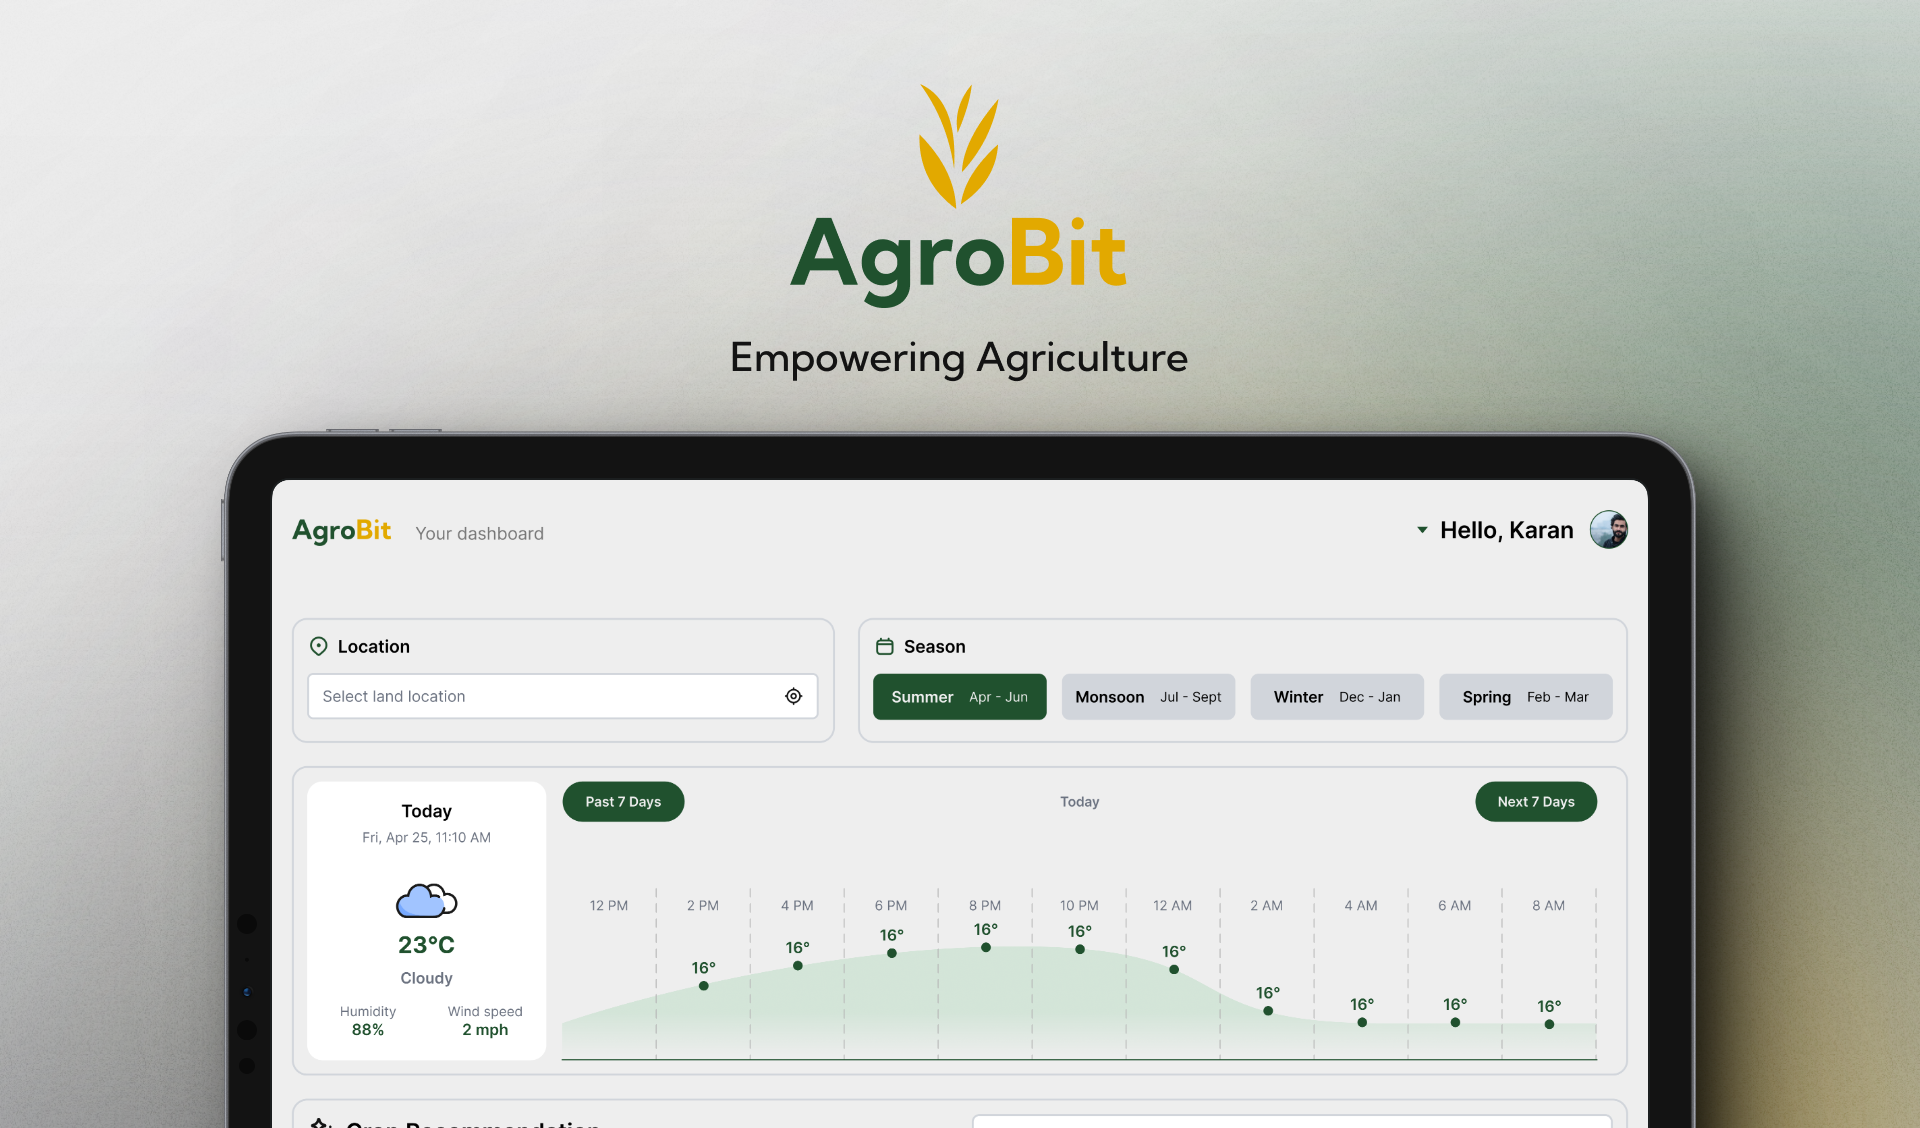 AgroBit
Empowering Agriculture
AgroBit Your dashboard
Hello, Karan
Location
Select land location
Season
Summer Apr - Jun
Monsoon Jul - Sept
Winter Dec - Jan
Spring Feb - Mar
Today
Fri, Apr 25, 11:10 AM
23°C
Cloudy
Humidity Wind speed
88% 2 mph
Past 7 Days Today Next 7 Days
12 PM 2 PM 4 PM 6 PM 8 PM 10 PM 12 AM 2 AM 4 AM 6 AM 8 AM
16° 16° 16° 16° 16° 16° 16° 16° 16° 16°
Crop Recommendation